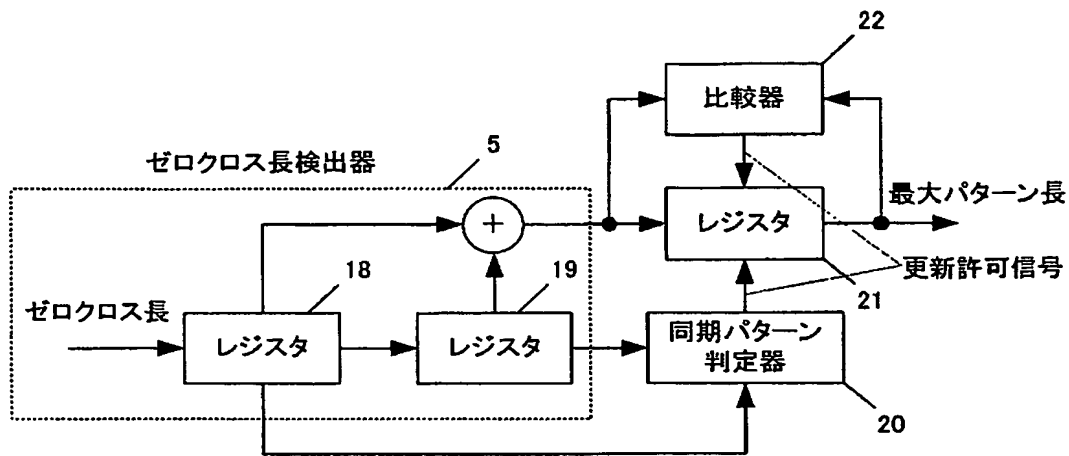 22
比較器
5
ゼロクロス長検出器
最大パターン長
レジスタ
+
18
19
21
更新許可信号
ゼロクロス長
レジスタ
レジスタ
同期パターン
判定器
20